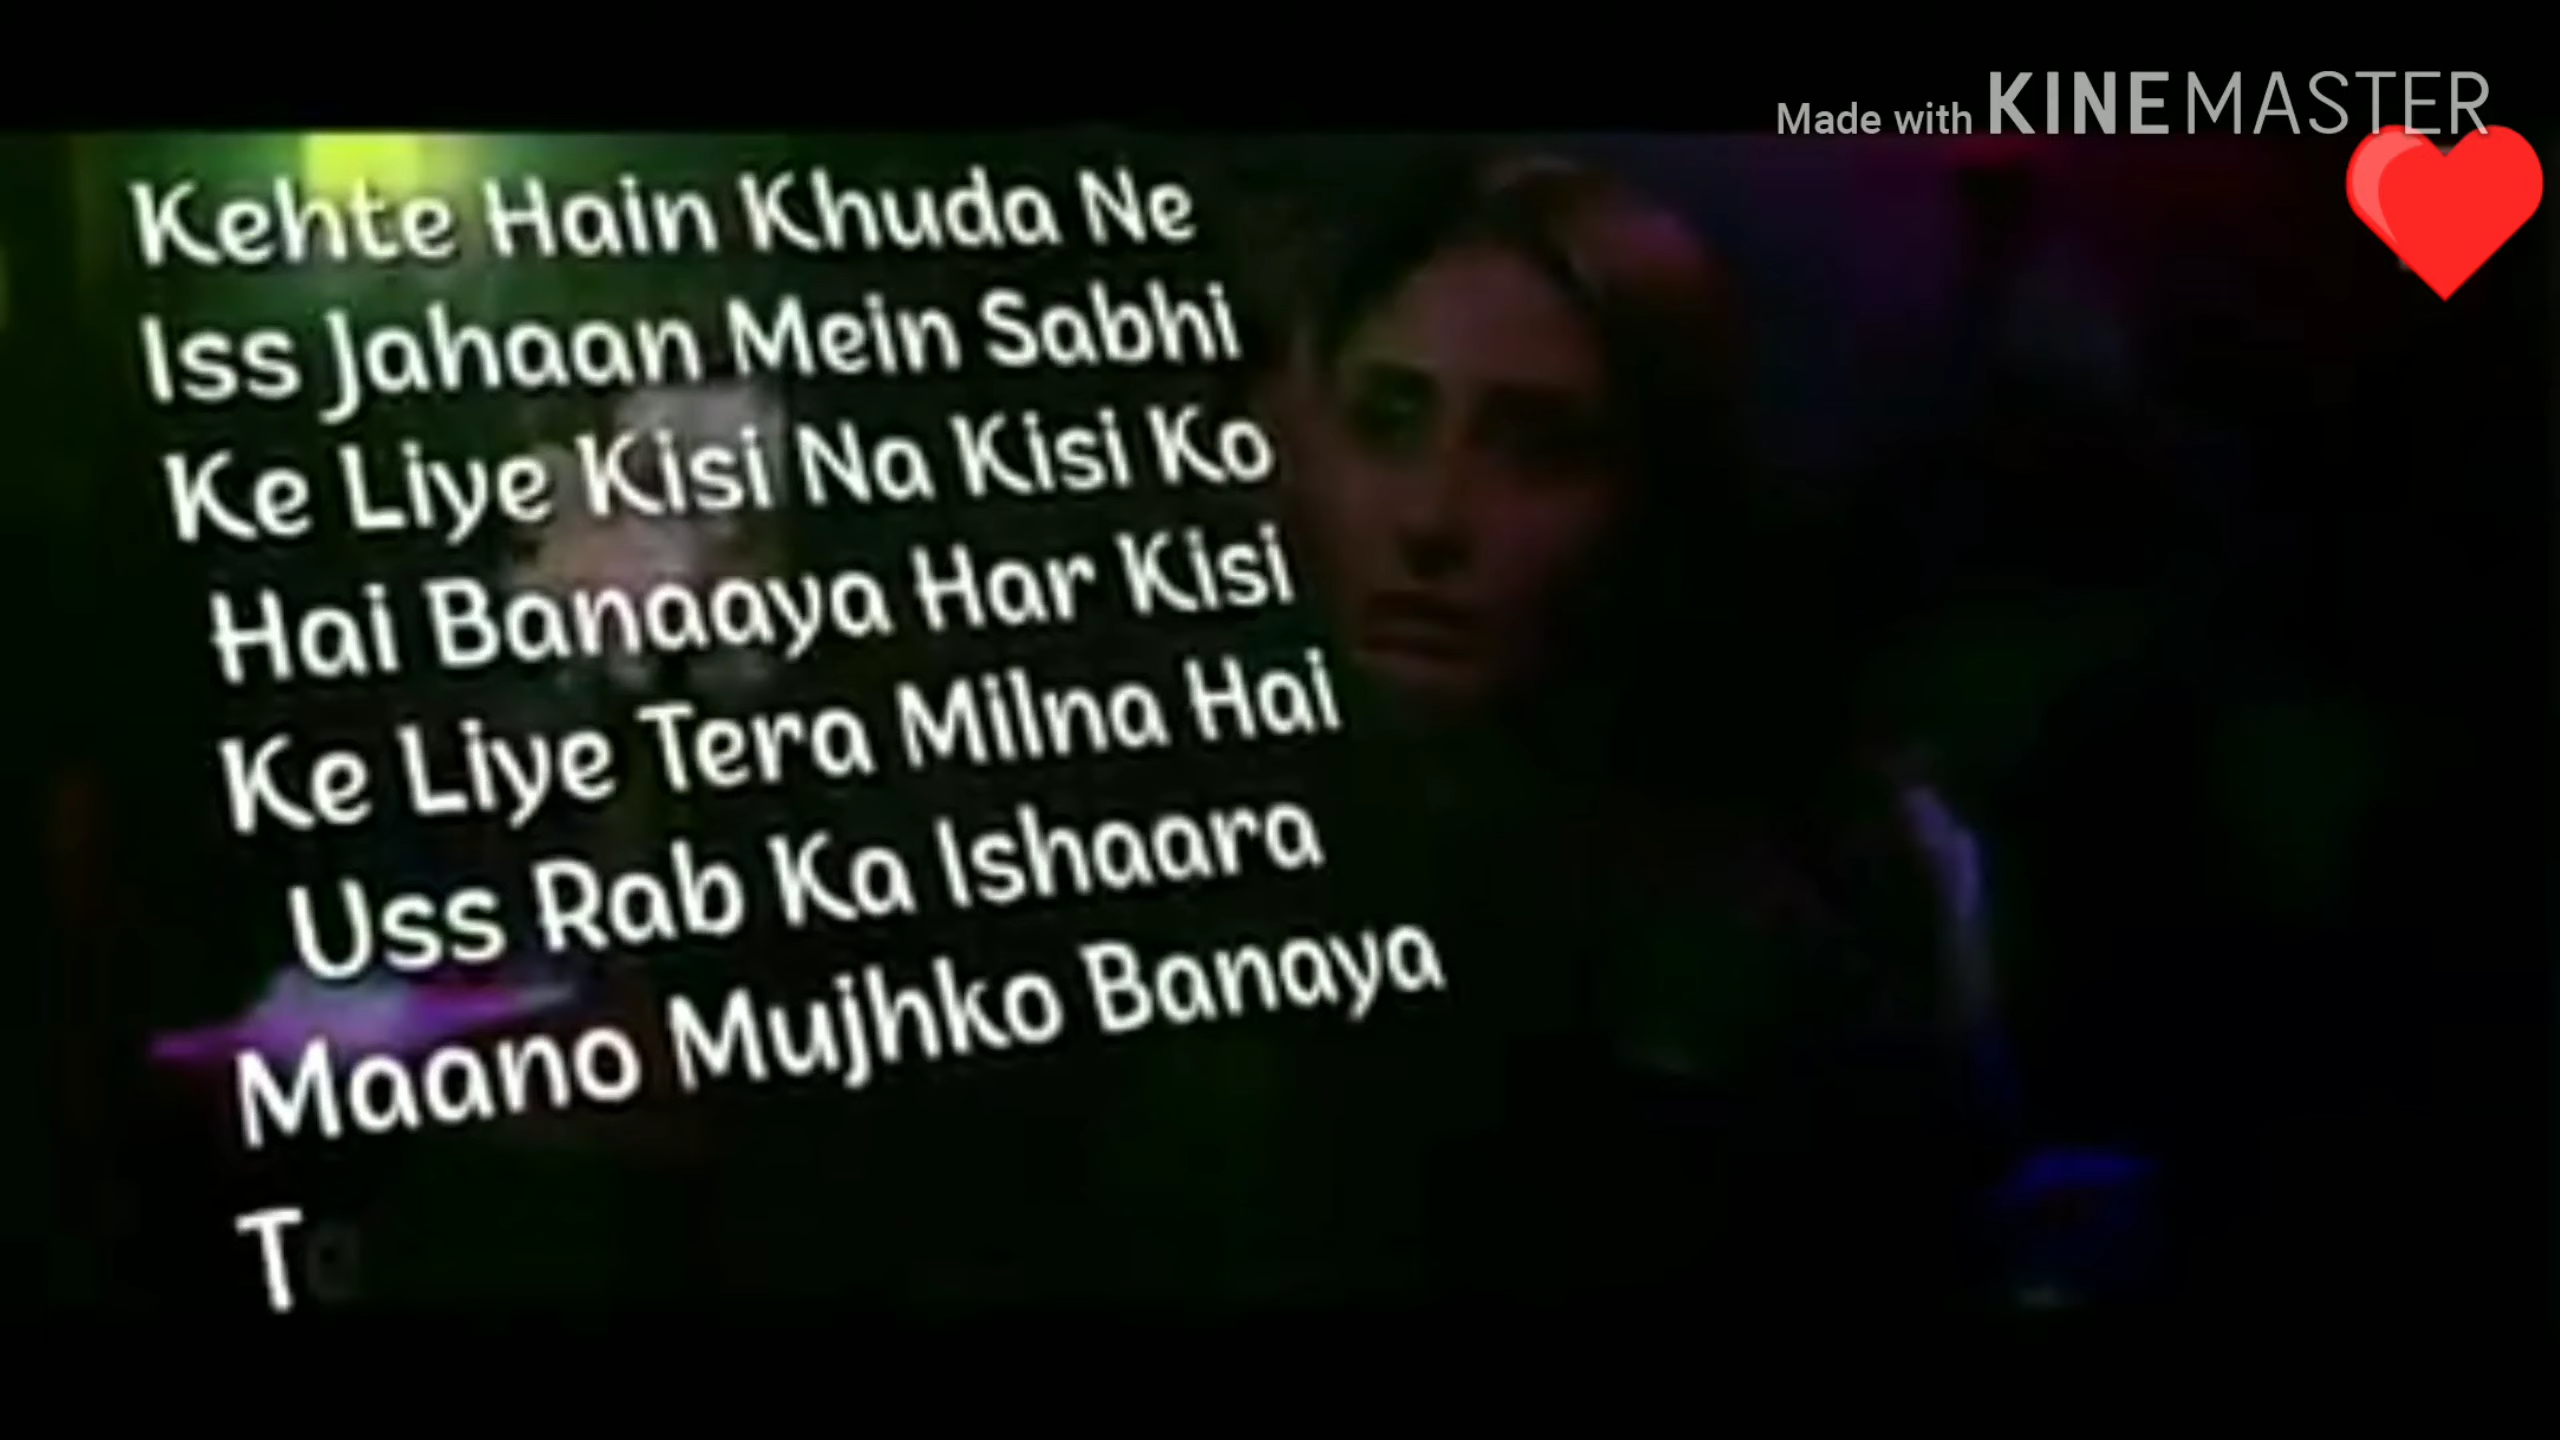 Made with KINEMASTER
Kehte Hain Khuda Ne
Iss Jahaan Mein Sabhi
Ke Liye Kisi Na Kisi Ko
Hai Banaaya Har Kisi
Ke Liye Tera Milna Hai
Uss Rab Ka Ishaara
Maano Mujhko Banaya
T